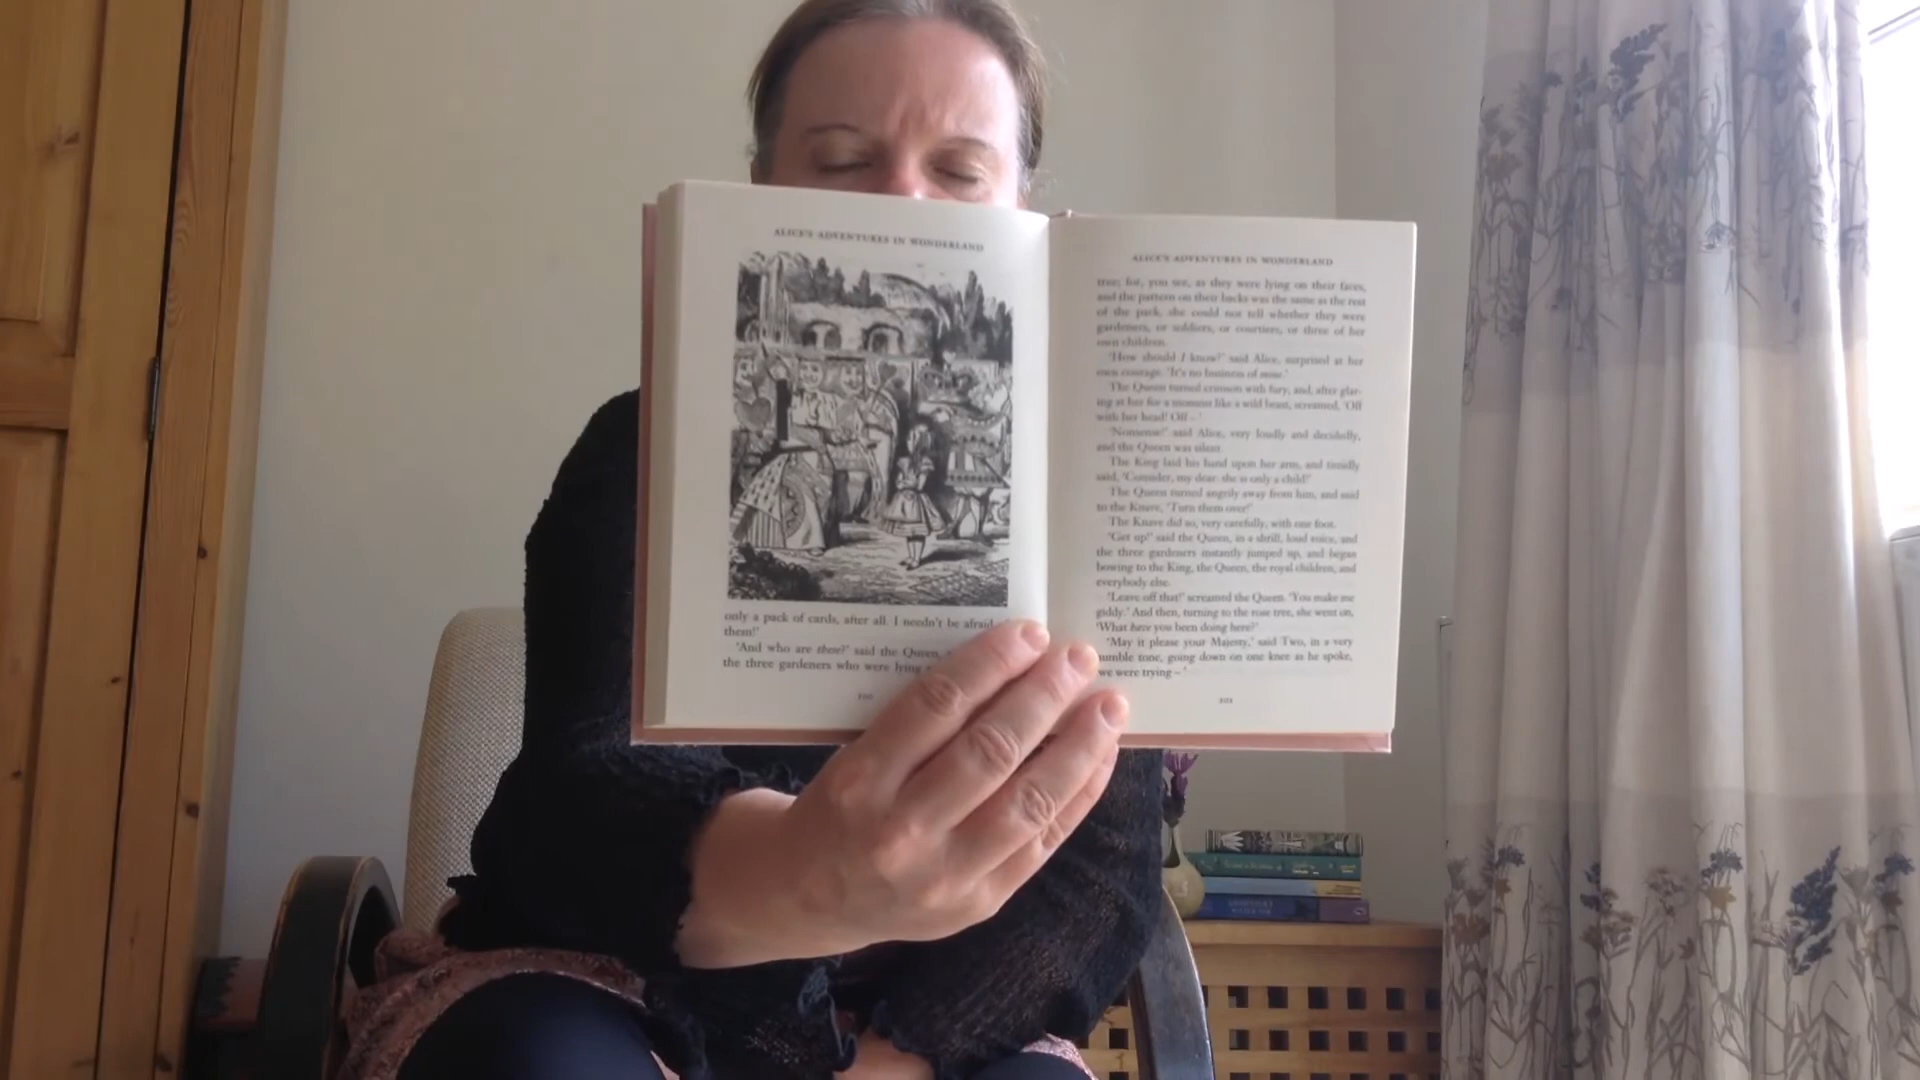 ALICE'S ADVENTURES IN WONDERLAND
only a pack of cards, after all. I needn't be afraid
them!'
'And who are these?' said the Queen,
the three gardeners who were lying
100
ALICE'S ADVENTURES IN WONDERLAND
tree; for, you see, as they were lying on their faces,
and the pattern on their backs was the same as the rest
of the pack, she could not tell whether they were
gardeners, or soldiers, or courtiers, or three of her
own children.
'How should I know?' said Alice, surprised at her
own courage. 'It's no business of mine.'
The Queen turned crimson with fury, and, after glar-
ing at her for a moment like a wild beast, screamed, 'Off
with her head! Off – '
'Nonsense!' said Alice, very loudly and decidedly,
and the Queen was silent.
The King laid his hand upon her arm, and timidly
said, 'Consider, my dear: she is only a child!'
The Queen turned angrily away from him, and said
to the Knave, 'Turn them over!'
The Knave did so, very carefully, with one foot.
'Get up!' said the Queen, in a shrill, loud voice, and
the three gardeners instantly jumped up, and began
bowing to the King, the Queen, the royal children, and
everybody else.
'Leave off that!' screamed the Queen. 'You make me
giddy.' And then, turning to the rose tree, she went on,
'What have you been doing here?'
'May it please your Majesty,' said Two, in a very
humble tone, going down on one knee as he spoke,
'we were trying – '
101